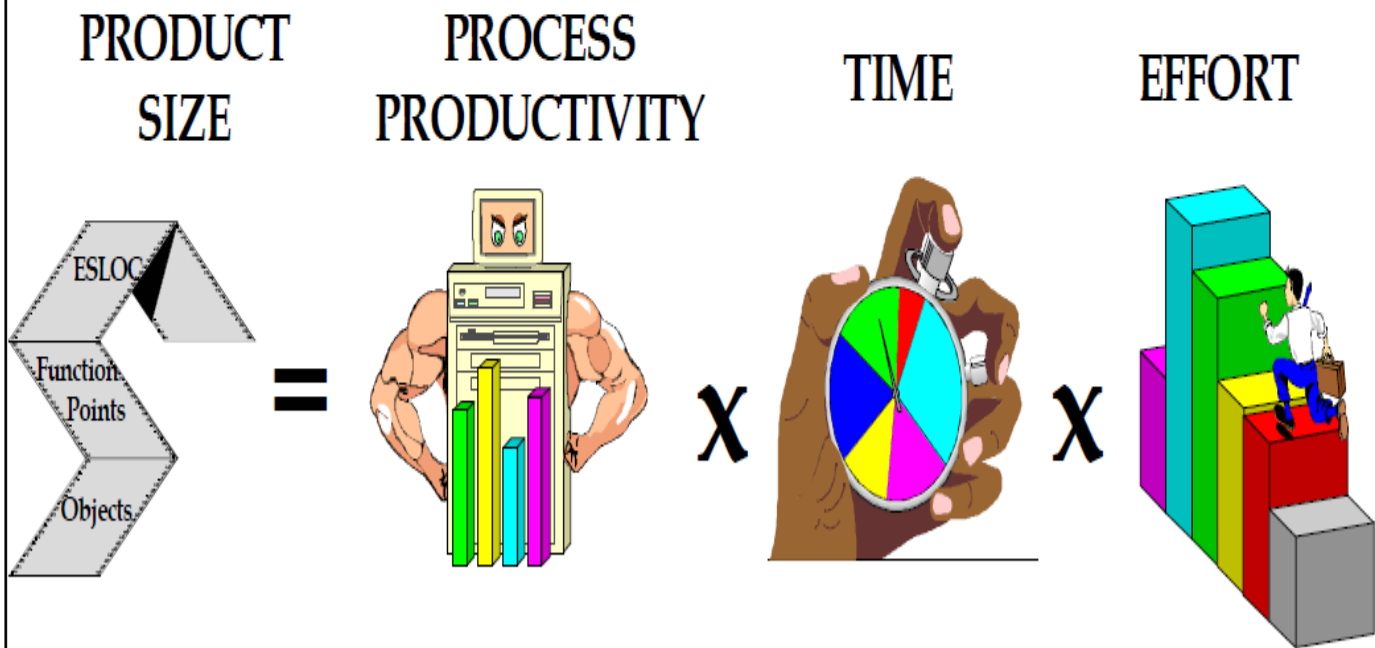 PRODUCT
SIZE
PROCESS
PRODUCTIVITY
TIME
EFFORT
ESLOC
Function
Points
Objects
=
x
x